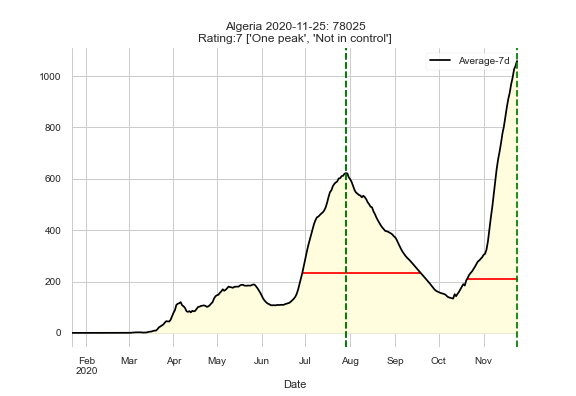 Algeria 2020-11-25: 78025
Rating:7 ['One peak', 'Not in control']
Average-7d
1000
800
600
400
200
0
Feb Mar Apr May Jun Jul Aug Sep Oct Nov
2020
Date